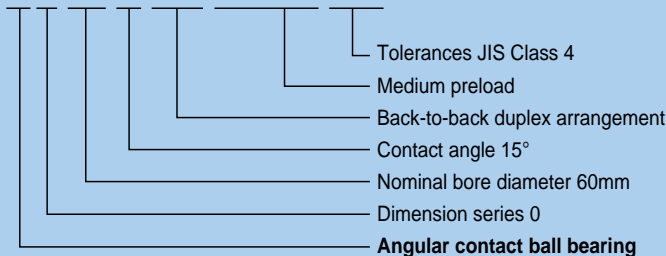 Tolerances JIS Class 4
Medium preload
Back-to-back duplex arrangement
Contact angle 15°
Nominal bore diameter 60mm
Dimension series 0
Angular contact ball bearing